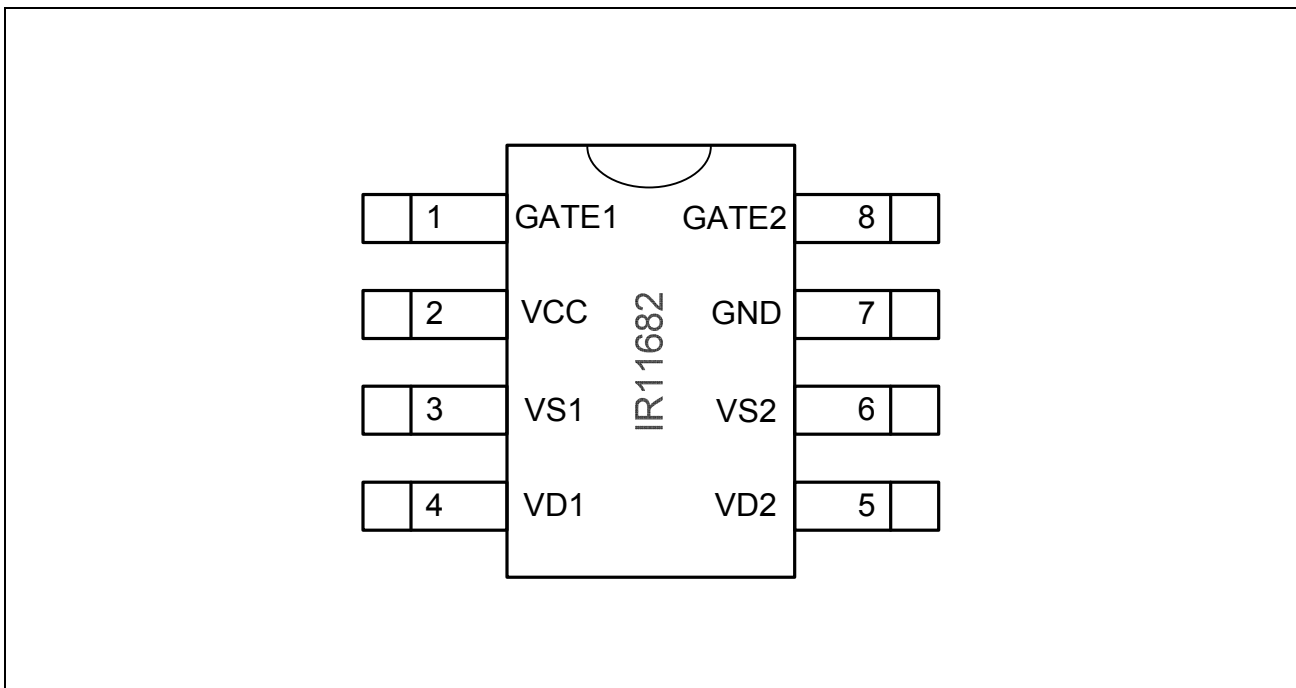 1 GATE1 GATE2 8
2 VCC GND 7
3 VS1 VS2 6
4 VD1 VD2 5
IR11682